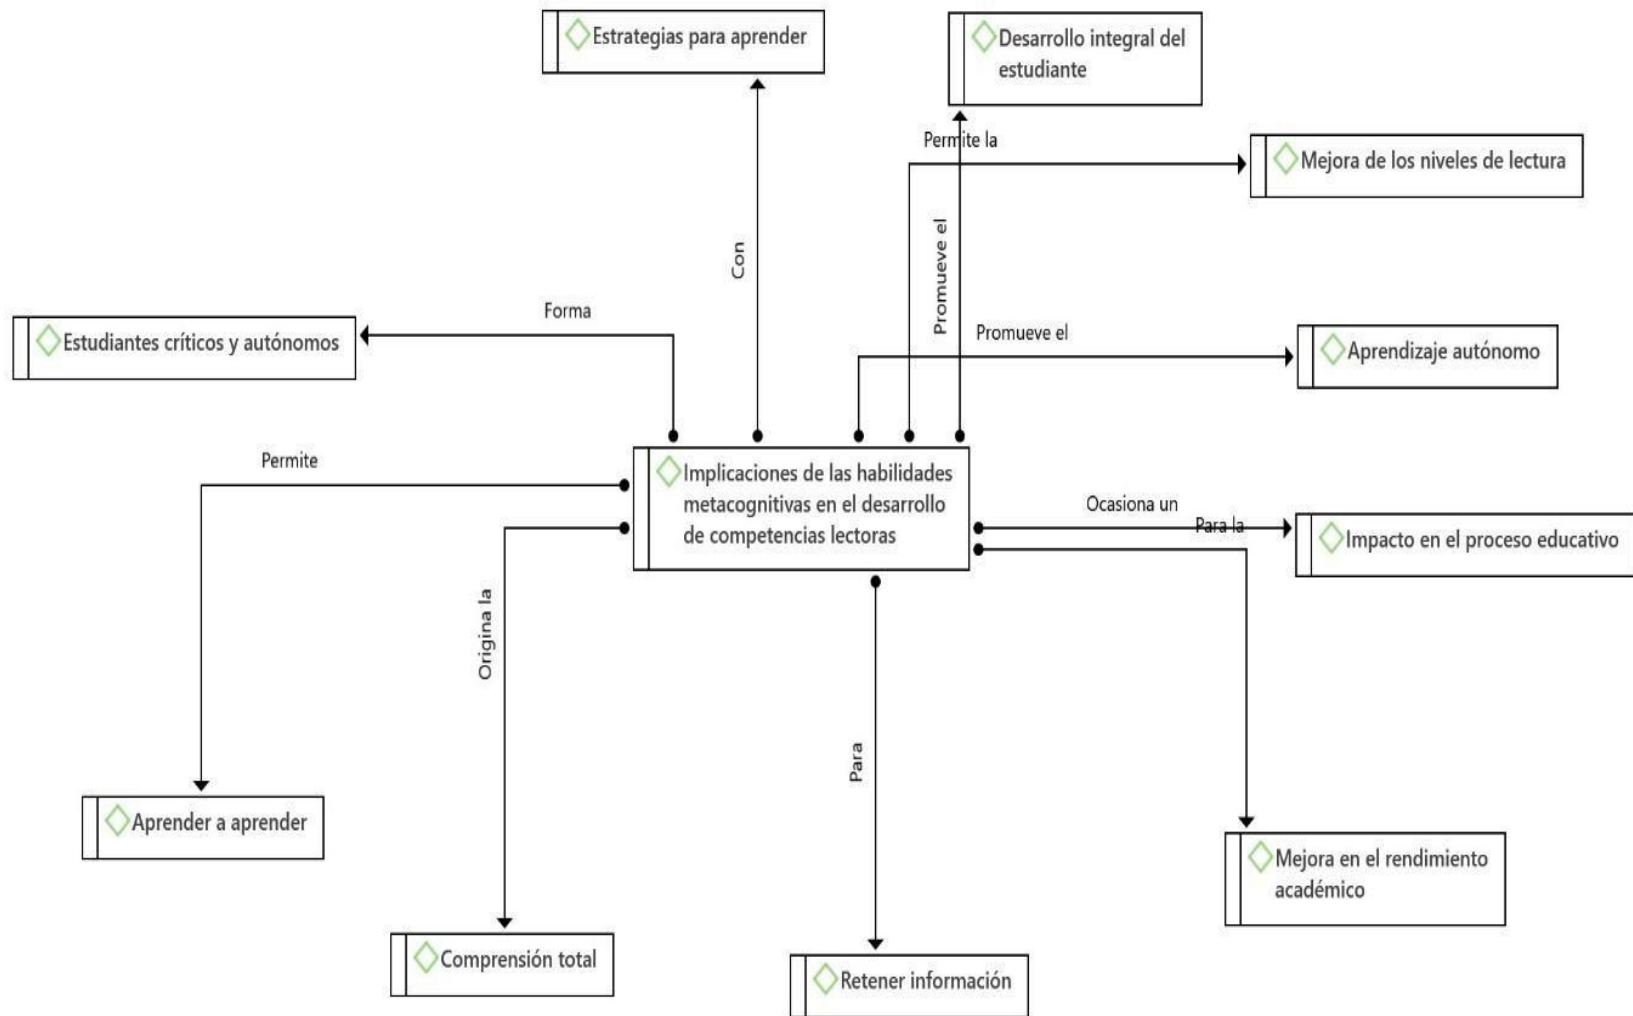 Estrategias para aprender
Desarrollo integral del
estudiante
Permite la
Mejora de los niveles de lectura
Con
Promueve el
Forma
Estudiantes críticos y autónomos
Promueve el
Aprendizaje autónomo
Permite
Implicaciones de las habilidades
metacognitivas en el desarrollo
de competencias lectoras
Ocasiona un
Para la
Impacto en el proceso educativo
Origina la
Para
Aprender a aprender
Mejora en el rendimiento
académico
Comprensión total
Retener información